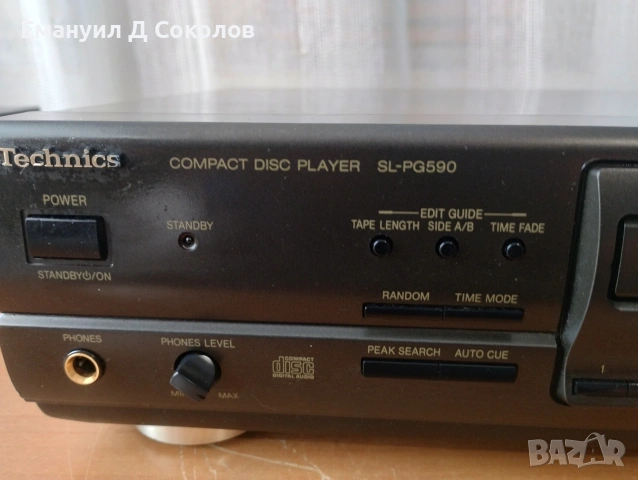 Емануил Д Соколов
Technics
COMPACT DISC PLAYER SL-PG590
POWER
STANDBY
EDIT GUIDE
TAPE LENGTH SIDE A/B TIME FADE
STANDBY⏻/ON
RANDOM TIME MODE
PHONES
PHONES LEVEL
COMPACT
disc
DIGITAL AUDIO
PEAK SEARCH AUTO CUE
1
MAX
BAZAR